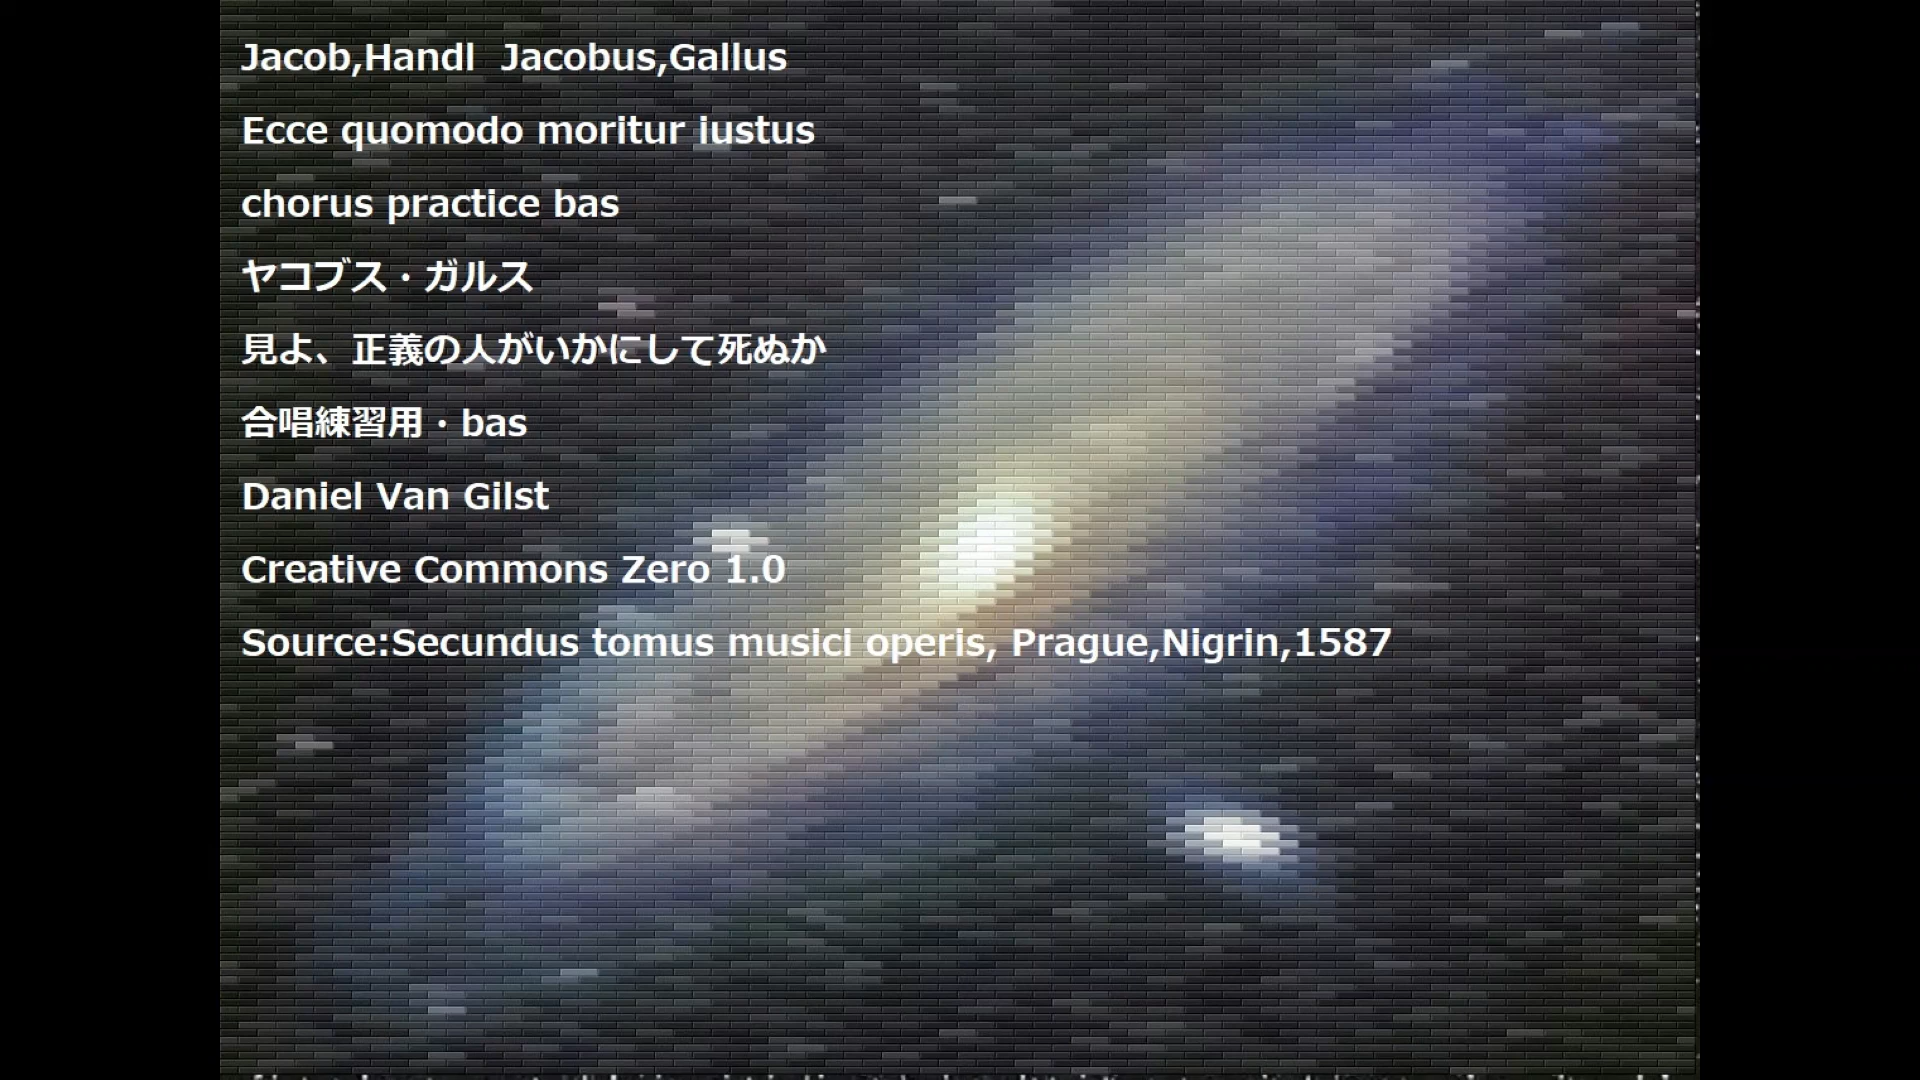 Jacob,Handl  Jacobus,Gallus
Ecce quomodo moritur iustus
chorus practice bas
ヤコブス・ガルス
見よ、正義の人がいかにして死ぬか
合唱練習用・bas
Daniel Van Gilst
Creative Commons Zero 1.0
Source:Secundus tomus musici operis, Prague,Nigrin,1587